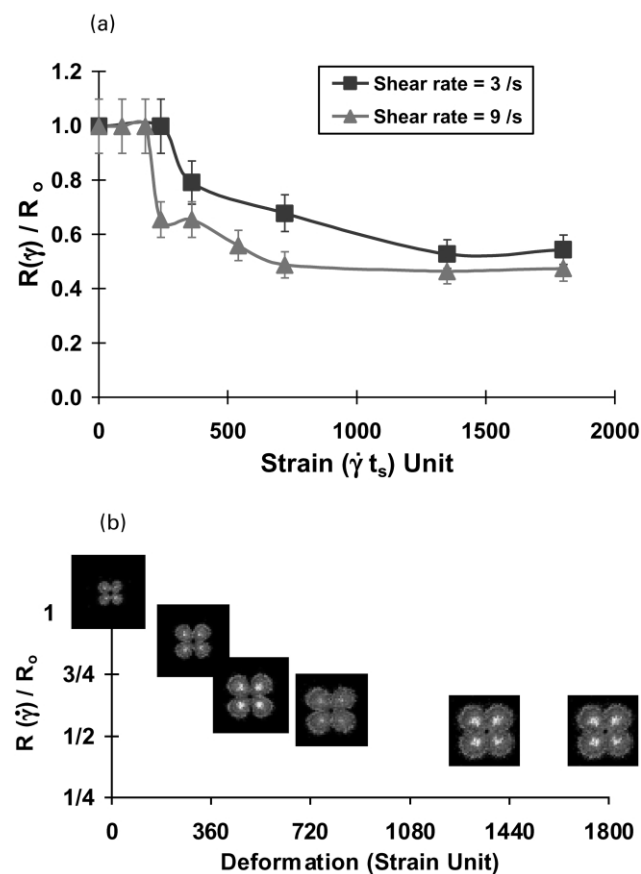 (a)
1.2
1.0
0.8
0.6
0.4
0.2
0.0
R(γ) / R o
Shear rate = 3 /s
Shear rate = 9 /s
0 500 1000 1500 2000
Strain (γ̇ ts) Unit
(b)
1
3/4
1/2
1/4
R (γ̇) / Ro
0 360 720 1080 1440 1800
Deformation (Strain Unit)